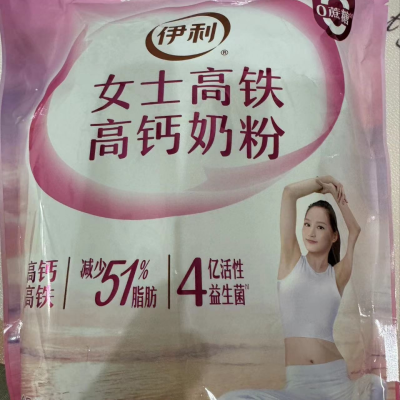 0蔗糖
伊利®
女士高铁
高钙奶粉
高钙
高铁
减少51%脂肪
4亿活性益生菌